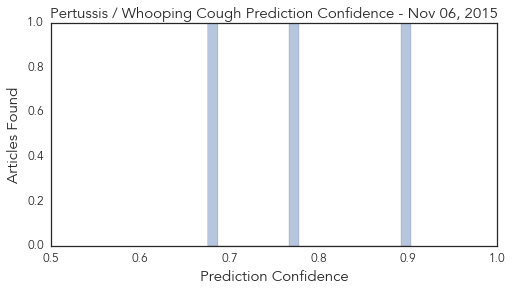 Pertussis / Whooping Cough Prediction Confidence - Nov 06, 2015
1.0
0.8
0.6
0.4
0.2
0.0
Articles Found
0.5 0.6 0.7 0.8 0.9 1.0
Prediction Confidence